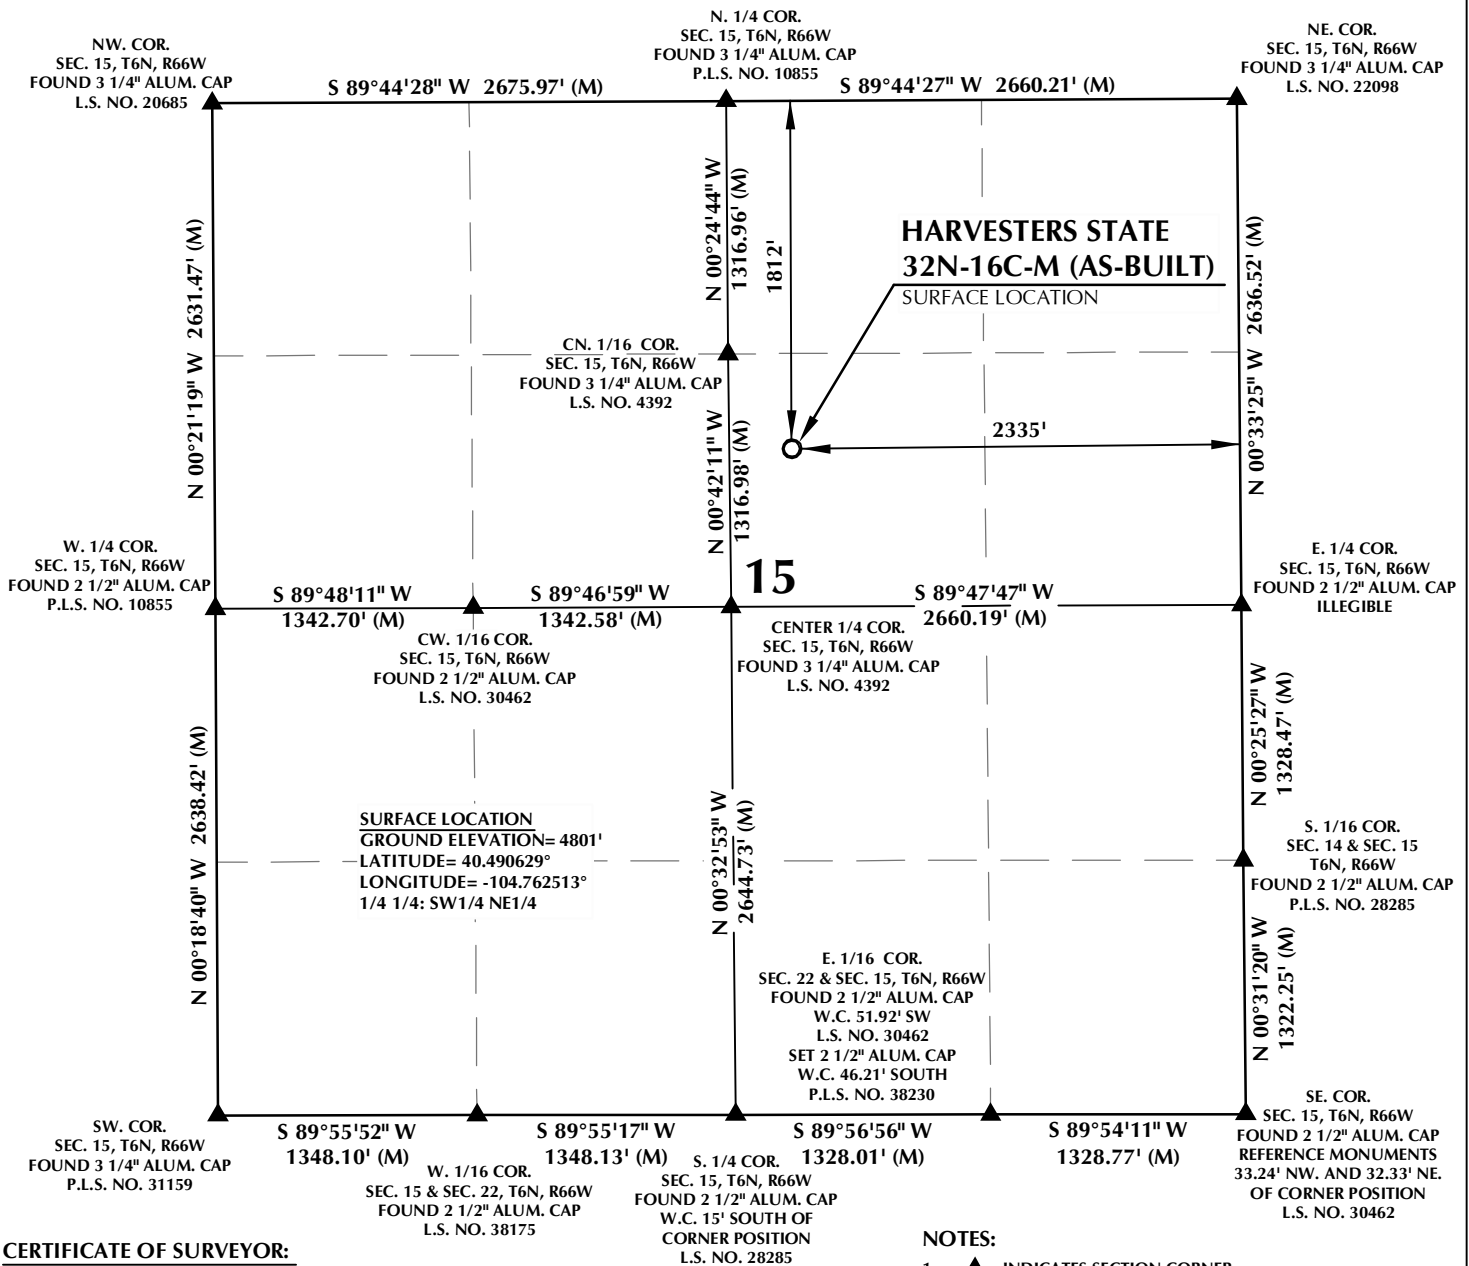 N. 1/4 COR.
SEC. 15, T6N, R66W
FOUND 3 1/4" ALUM. CAP
P.L.S. NO. 10855
NW. COR.
SEC. 15, T6N, R66W
FOUND 3 1/4" ALUM. CAP
L.S. NO. 20685
NE. COR.
SEC. 15, T6N, R66W
FOUND 3 1/4" ALUM. CAP
L.S. NO. 22098
S 89°44'28" W 2675.97' (M)
S 89°44'27" W 2660.21' (M)
N 00°21'19" W 2631.47' (M)
N 00°24'44" W
1316.96' (M)
1812'
HARVESTERS STATE
32N-16C-M (AS-BUILT)
SURFACE LOCATION
N 00°33'25" W 2636.52' (M)
CN. 1/16 COR.
SEC. 15, T6N, R66W
FOUND 3 1/4" ALUM. CAP
L.S. NO. 4392
2335'
N 00°42'11" W
1316.98' (M)
W. 1/4 COR.
SEC. 15, T6N, R66W
FOUND 2 1/2" ALUM. CAP
P.L.S. NO. 10855
15
E. 1/4 COR.
SEC. 15, T6N, R66W
FOUND 2 1/2" ALUM. CAP
ILLEGIBLE
S 89°48'11" W
1342.70' (M)
S 89°46'59" W
1342.58' (M)
S 89°47'47" W
2660.19' (M)
CW. 1/16 COR.
SEC. 15, T6N, R66W
FOUND 2 1/2" ALUM. CAP
L.S. NO. 30462
CENTER 1/4 COR.
SEC. 15, T6N, R66W
FOUND 3 1/4" ALUM. CAP
L.S. NO. 4392
N 00°18'40" W 2638.42' (M)
SURFACE LOCATION
GROUND ELEVATION= 4801'
LATITUDE= 40.490629°
LONGITUDE= -104.762513°
1/4 1/4: SW1/4 NE1/4
N 00°32'53" W
2644.73' (M)
N 00°25'27" W
1328.47' (M)
S. 1/16 COR.
SEC. 14 & SEC. 15
T6N, R66W
FOUND 2 1/2" ALUM. CAP
P.L.S. NO. 28285
N 00°31'20" W
1322.25' (M)
E. 1/16 COR.
SEC. 22 & SEC. 15, T6N, R66W
FOUND 2 1/2" ALUM. CAP
W.C. 51.92' SW
L.S. NO. 30462
SET 2 1/2" ALUM. CAP
W.C. 46.21' SOUTH
P.L.S. NO. 38230
SW. COR.
SEC. 15, T6N, R66W
FOUND 3 1/4" ALUM. CAP
P.L.S. NO. 31159
S 89°55'52" W
1348.10' (M)
S 89°55'17" W
1348.13' (M)
S 89°56'56" W
1328.01' (M)
S 89°54'11" W
1328.77' (M)
SE. COR.
SEC. 15, T6N, R66W
FOUND 2 1/2" ALUM. CAP
REFERENCE MONUMENTS
33.24' NW. AND 32.33' NE.
OF CORNER POSITION
L.S. NO. 30462
W. 1/16 COR.
SEC. 15 & SEC. 22, T6N, R66W
FOUND 2 1/2" ALUM. CAP
L.S. NO. 38175
S. 1/4 COR.
SEC. 15, T6N, R66W
FOUND 2 1/2" ALUM. CAP
W.C. 15' SOUTH OF
CORNER POSITION
L.S. NO. 28285
CERTIFICATE OF SURVEYOR:
NOTES:
INDICATES SECTION CORNER